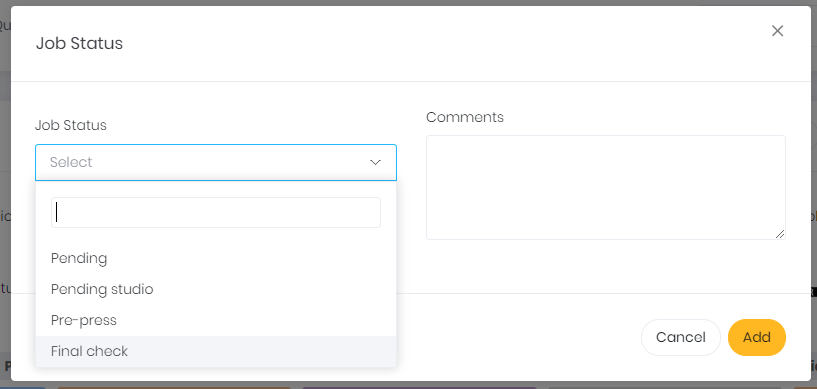 Job Status
Job Status
Comments
Select
Pending
Pending studio
Pre-press
Final check
Cancel
Add